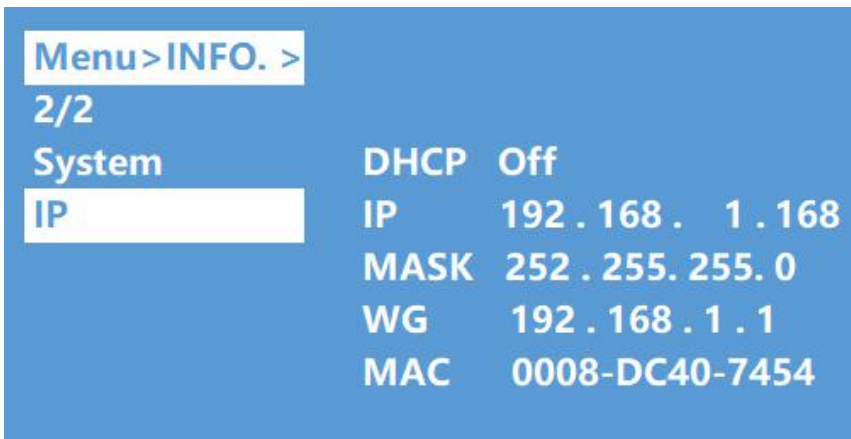 Menu>INFO. >
2/2
System DHCP Off
IP IP 192 . 168 . 1 . 168
MASK 252 . 255. 255. 0
WG 192 . 168 . 1 . 1
MAC 0008-DC40-7454